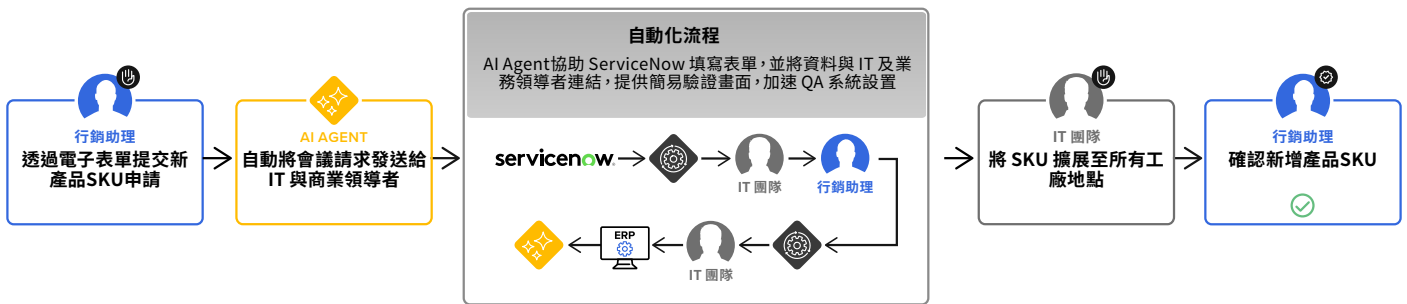 行銷助理
透過電子表單提交新
產品SKU申請
AI AGENT
自動將會議請求發送給
IT 與商業領導者
自動化流程
AI Agent協助 ServiceNow 填寫表單，並將資料與 IT 及業
務領導者連結，提供簡易驗證畫面，加速 QA 系統設置
servicenow
IT 團隊
行銷助理
ERP
IT 團隊
IT 團隊
將 SKU 擴展至所有工
廠地點
行銷助理
確認新增產品SKU